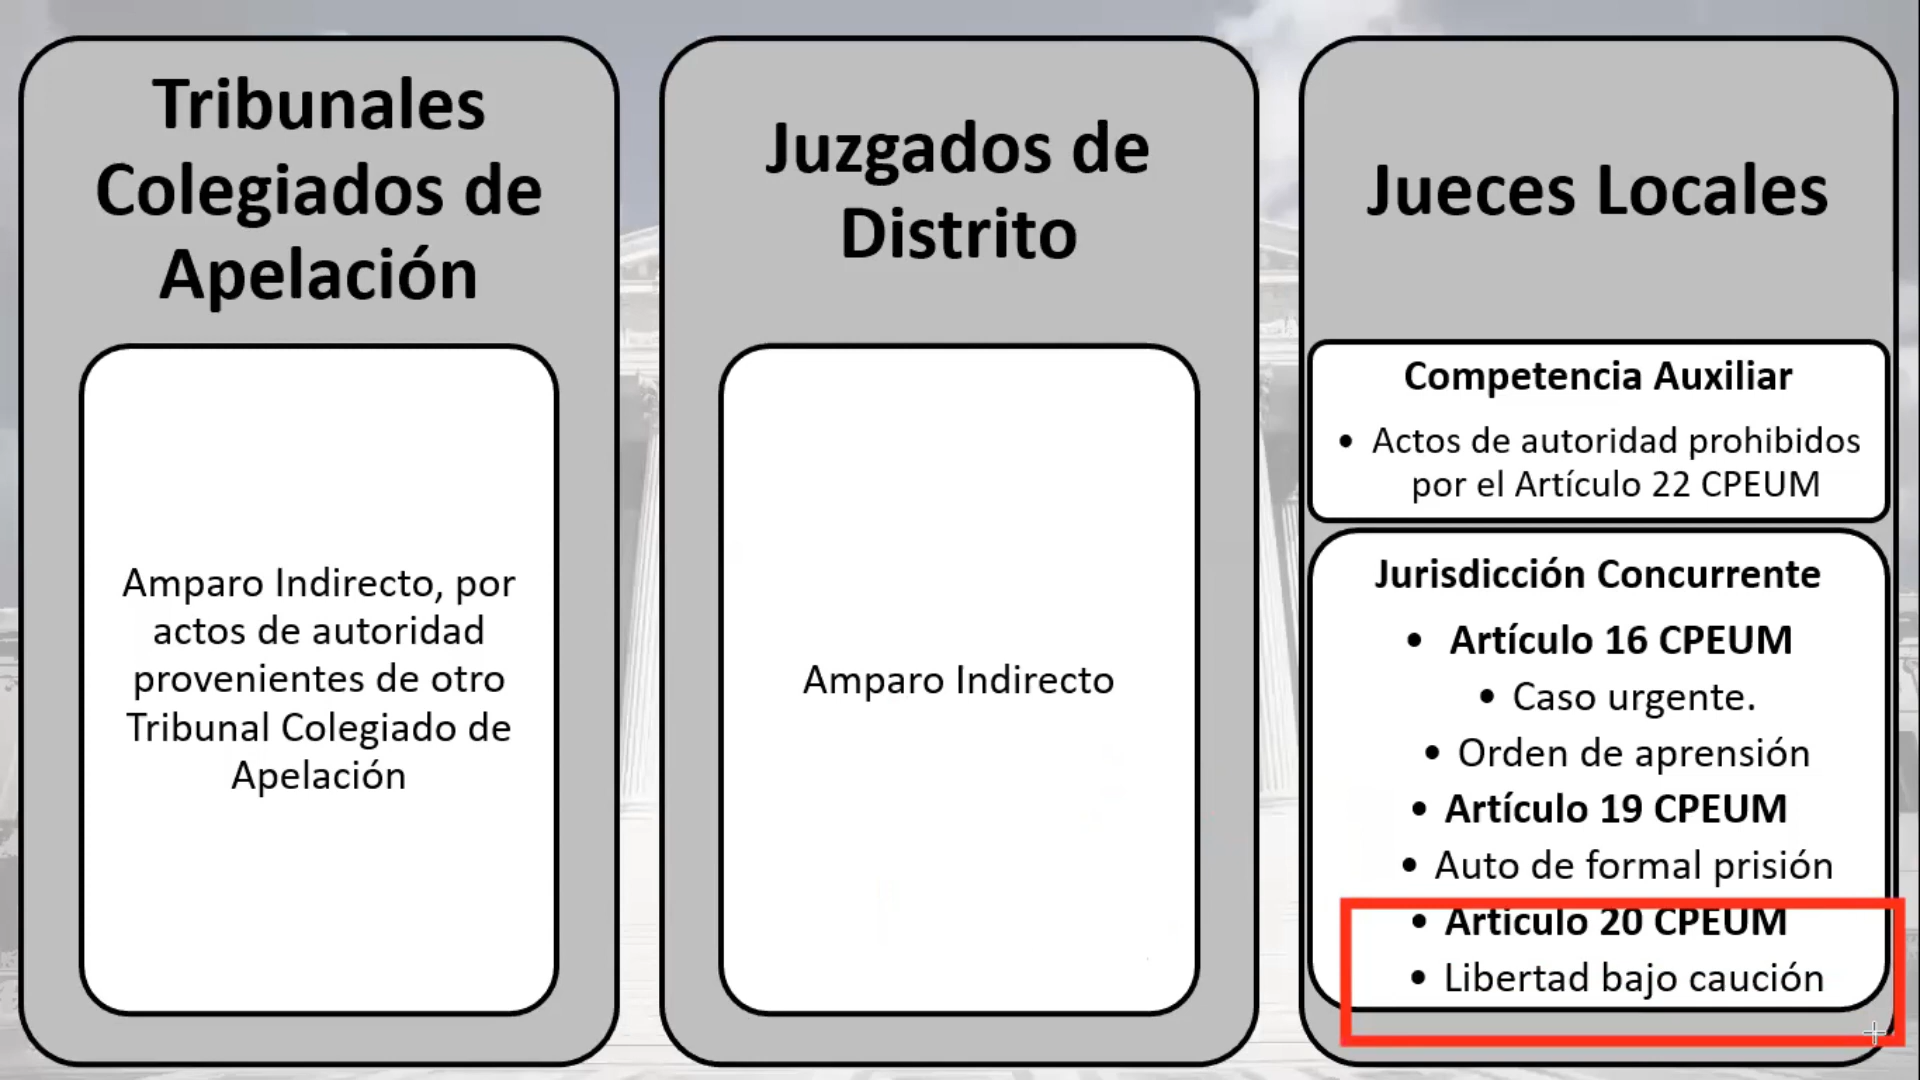 Tribunales
Colegiados de
Apelación
Amparo Indirecto, por
actos de autoridad
provenientes de otro
Tribunal Colegiado de
Apelación
Juzgados de
Distrito
Amparo Indirecto
Jueces Locales
Competencia Auxiliar
• Actos de autoridad prohibidos
por el Artículo 22 CPEUM
Jurisdicción Concurrente
• Artículo 16 CPEUM
• Caso urgente.
• Orden de aprensión
• Artículo 19 CPEUM
• Auto de formal prisión
• Artículo 20 CPEUM
• Libertad bajo caución